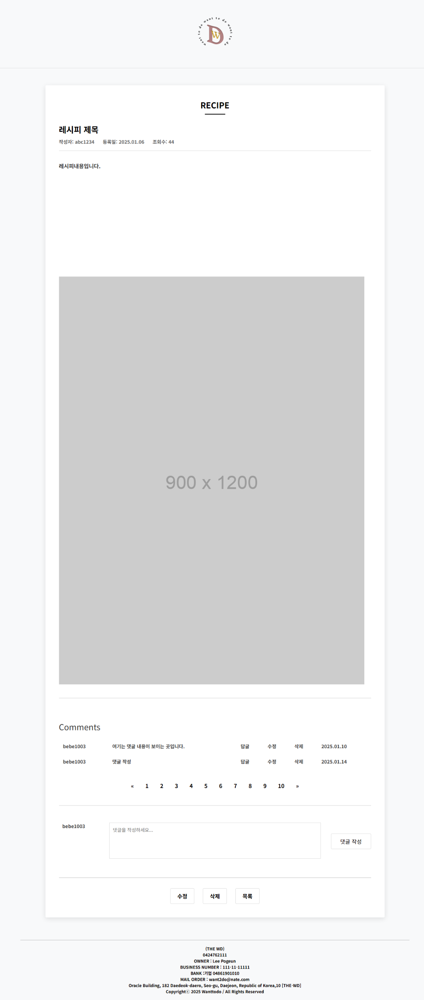 want to do want to do want to do
D W
RECIPE
레시피 제목
작성자: abc1234 등록일: 2025.01.06 조회수: 44
레시피내용입니다.
900 x 1200
Comments
bebe1003 여기는 댓글 내용이 보이는 곳입니다. 답글 수정 삭제 2025.01.10
bebe1003 댓글 작성 답글 수정 삭제 2025.01.14
« 1 2 3 4 5 6 7 8 9 10 »
bebe1003 댓글을 작성하세요... 댓글 작성
수정 삭제 목록
(THE WD)
0424762111
OWNER : Lee Pogeun
BUSINESS NUMBER : 111-11-11111
BANK :기업 04861901010
MAIL ORDER : want2do@nate.com
Oracle Building, 182 Daedeok-daero, Seo-gu, Daejeon, Republic of Korea,10 [THE-WD]
Copyrightⓒ 2025 Wanttodo / All Rights Reserved